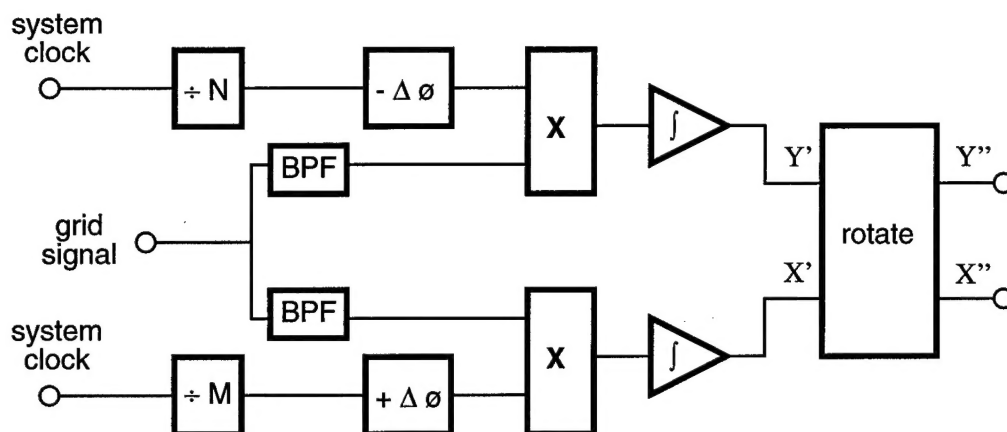 system
clock
÷ N
- Δ ø
X
∫
BPF
Y'
Y"
grid
signal
rotate
X'
X"
BPF
system
clock
X
∫
÷ M
+ Δ ø